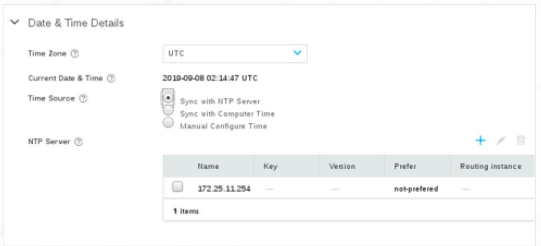 Date & Time Details
Time Zone
UTC
Current Date & Time
2019-09-08 02:14:47 UTC
Time Source
Sync with NTP Server
Sync with Computer Time
Manual Configure Time
NTP Server
Name Key Version Prefer Routing instance
172.25.11.254 — — not-prefered —
1 items